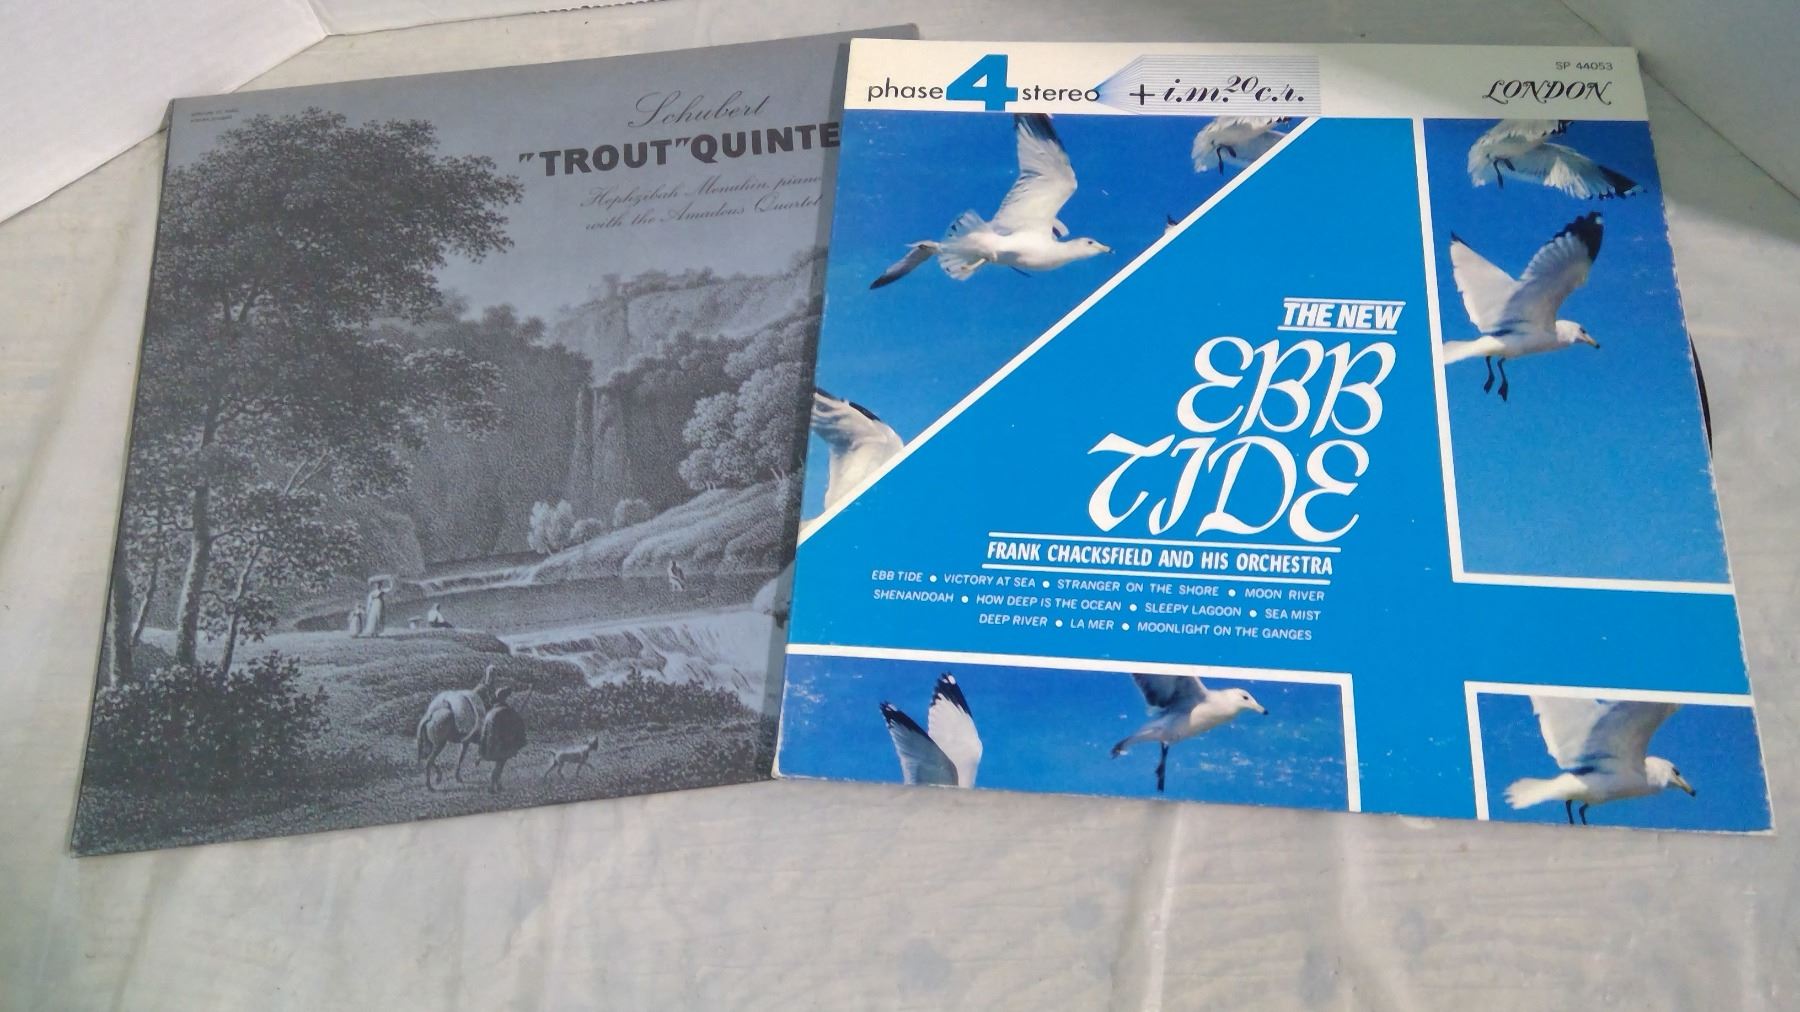 Schubert
"TROUT" QUINTE
Hephzibah Menuhin, piano
with the Amadeus Quartet
phase 4 stereo + i.m. 20 c.r.
SP 44053
LONDON
THE NEW
EBB
TIDE
FRANK CHACKSFIELD AND HIS ORCHESTRA
EBB TIDE • VICTORY AT SEA • STRANGER ON THE SHORE • MOON RIVER
SHENANDOAH • HOW DEEP IS THE OCEAN • SLEEPY LAGOON • SEA MIST
DEEP RIVER • LA MER • MOONLIGHT ON THE GANGES